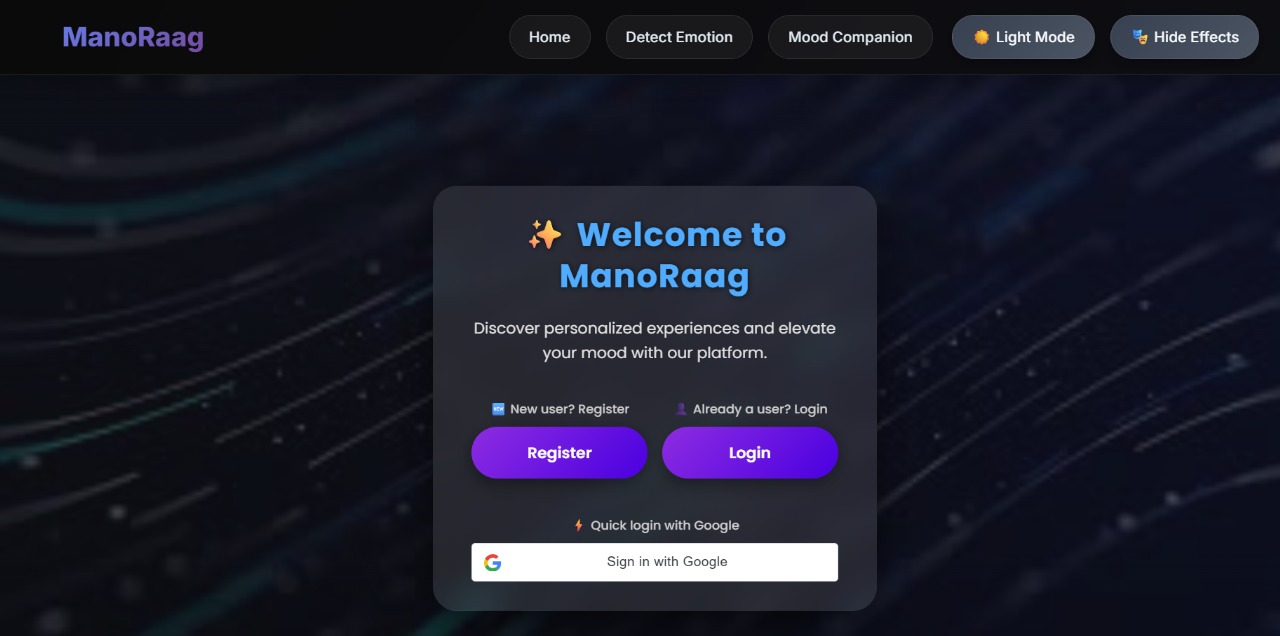 ManoRaag
Home
Detect Emotion
Mood Companion
Light Mode
Hide Effects
Welcome to
ManoRaag
Discover personalized experiences and elevate
your mood with our platform.
NEW New user? Register
Already a user? Login
Register
Login
Quick login with Google
Sign in with Google